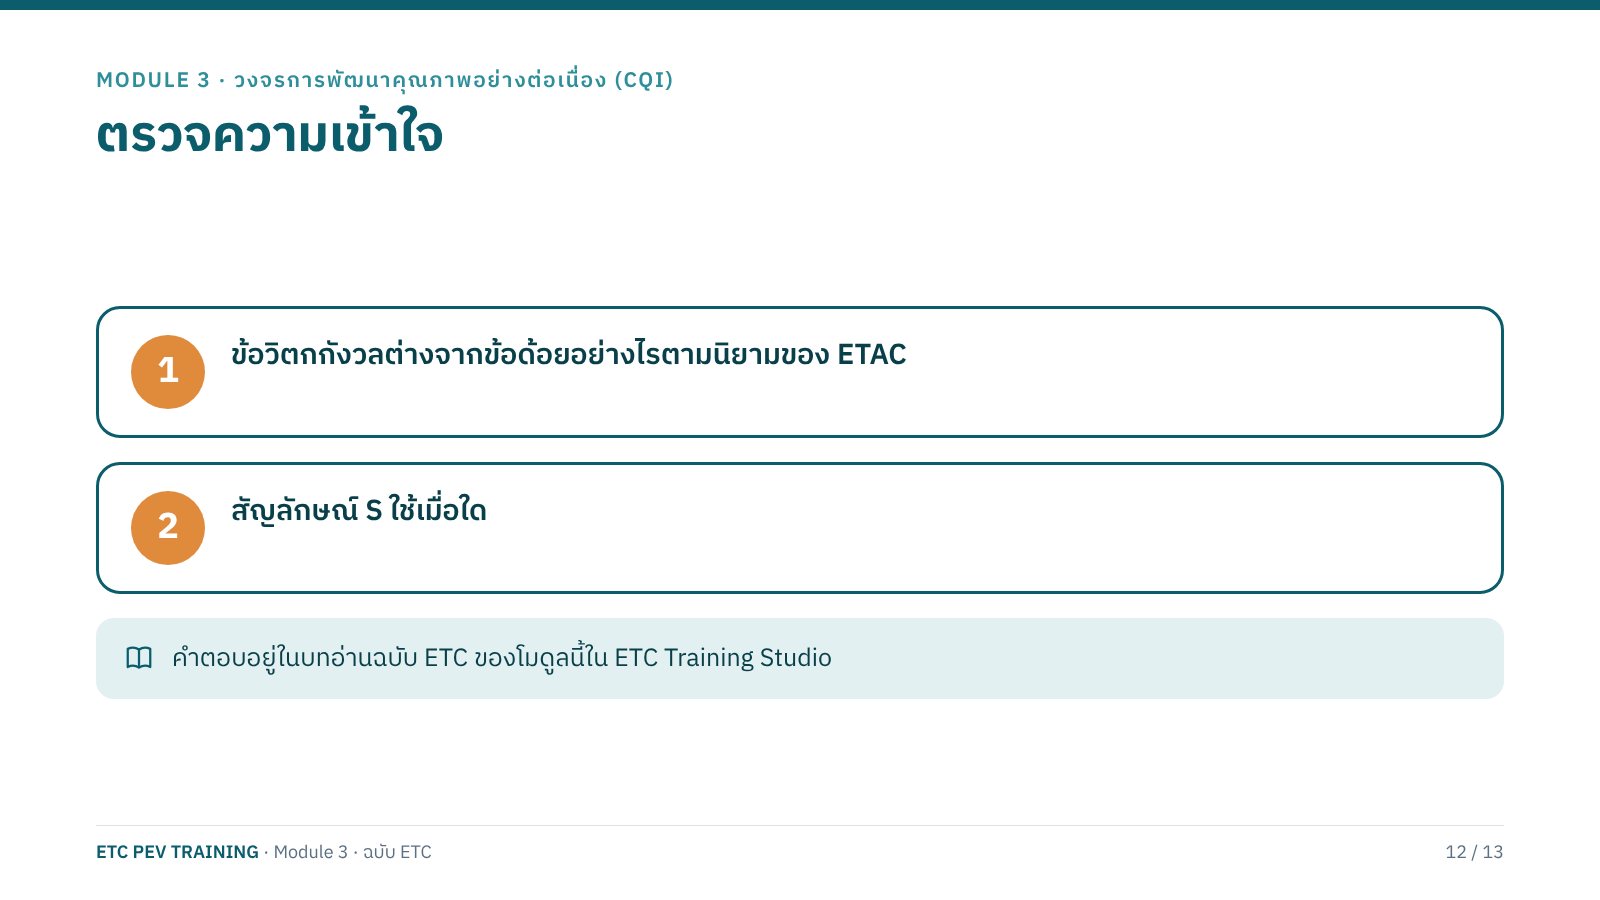 MODULE 3 · วงจรการพัฒนาคุณภาพอย่างต่อเนื่อง (CQI)
ตรวจความเข้าใจ
1 ข้อวิตกกังวลต่างจากข้อด้อยอย่างไรตามนิยามของ ETAC
2 สัญลักษณ์ S ใช้เมื่อใด
คำตอบอยู่ในบทอ่านฉบับ ETC ของโมดูลนี้ใน ETC Training Studio
ETC PEV TRAINING · Module 3 · ฉบับ ETC 12 / 13